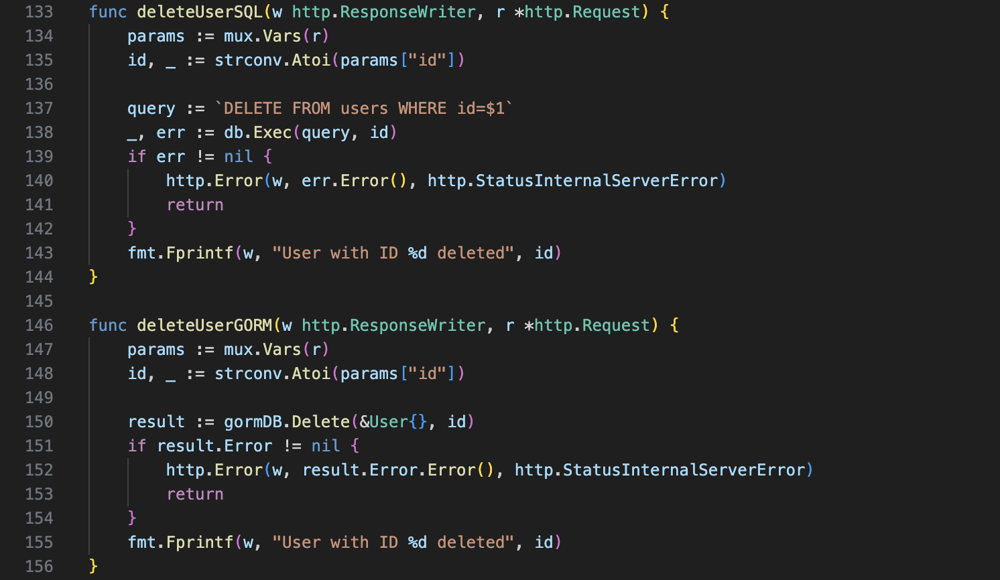 133 func deleteUserSQL(w http.ResponseWriter, r *http.Request) {
134     params := mux.Vars(r)
135     id, _ := strconv.Atoi(params["id"])
136
137     query := `DELETE FROM users WHERE id=$1`
138     _, err := db.Exec(query, id)
139     if err != nil {
140         http.Error(w, err.Error(), http.StatusInternalServerError)
141         return
142     }
143     fmt.Fprintf(w, "User with ID %d deleted", id)
144 }
145
146 func deleteUserGORM(w http.ResponseWriter, r *http.Request) {
147     params := mux.Vars(r)
148     id, _ := strconv.Atoi(params["id"])
149
150     result := gormDB.Delete(&User{}, id)
151     if result.Error != nil {
152         http.Error(w, result.Error.Error(), http.StatusInternalServerError)
153         return
154     }
155     fmt.Fprintf(w, "User with ID %d deleted", id)
156 }